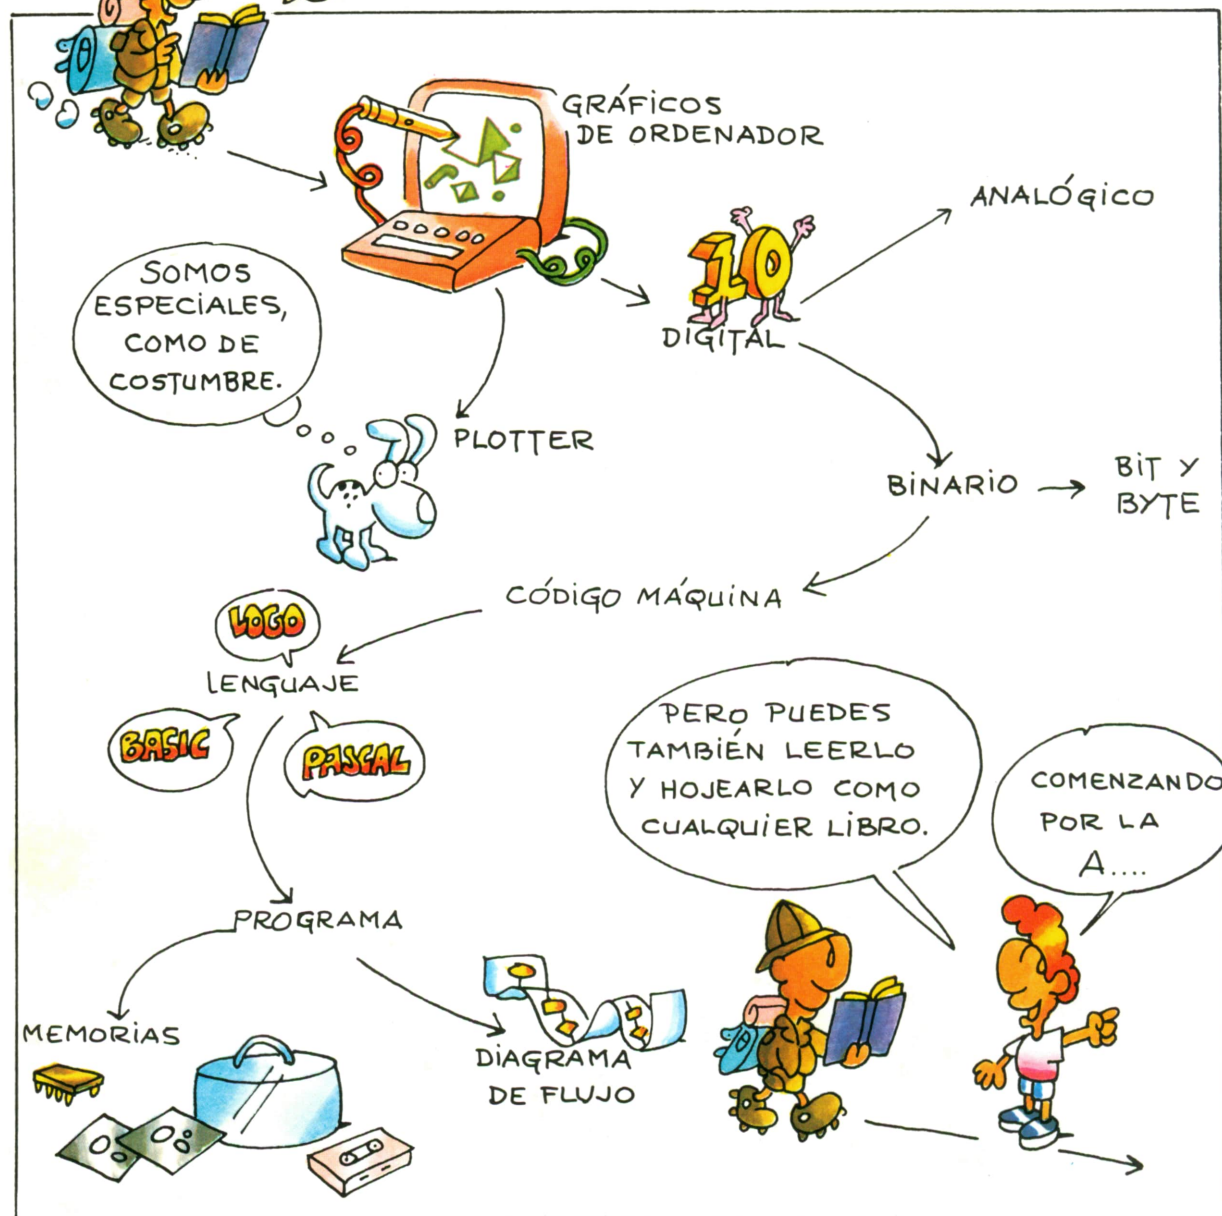 GRÁFICOS
DE ORDENADOR
ANALÓGICO
10
DIGITAL
SOMOS
ESPECIALES,
COMO DE
COSTUMBRE.
PLOTTER
BINARIO
BIT Y
BYTE
CÓDIGO MÁQUINA
LOGO
LENGUAJE
BASIC
PASCAL
PERO PUEDES
TAMBIÉN LEERLO
Y HOJEARLO COMO
CUALQUIER LIBRO.
COMENZANDO
POR LA
A....
PROGRAMA
MEMORIAS
DIAGRAMA
DE FLUJO